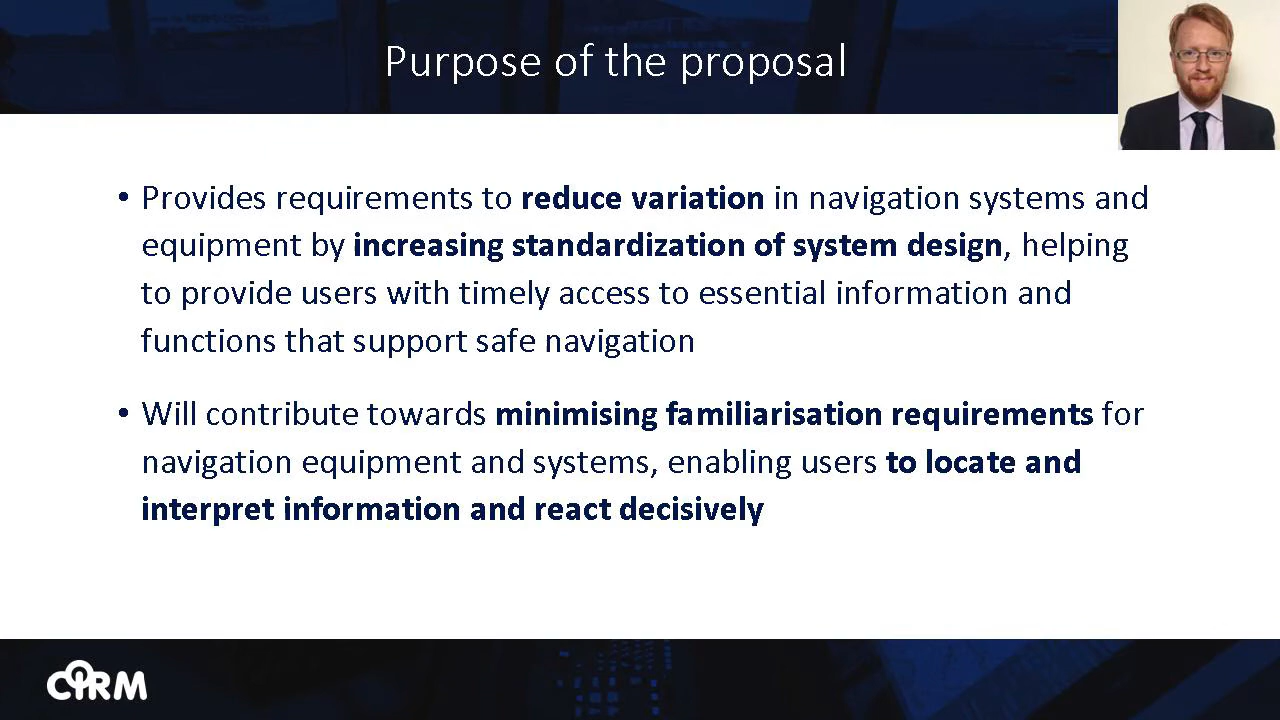 Purpose of the proposal
• Provides requirements to reduce variation in navigation systems and
equipment by increasing standardization of system design, helping
to provide users with timely access to essential information and
functions that support safe navigation
• Will contribute towards minimising familiarisation requirements for
navigation equipment and systems, enabling users to locate and
interpret information and react decisively
CIRM